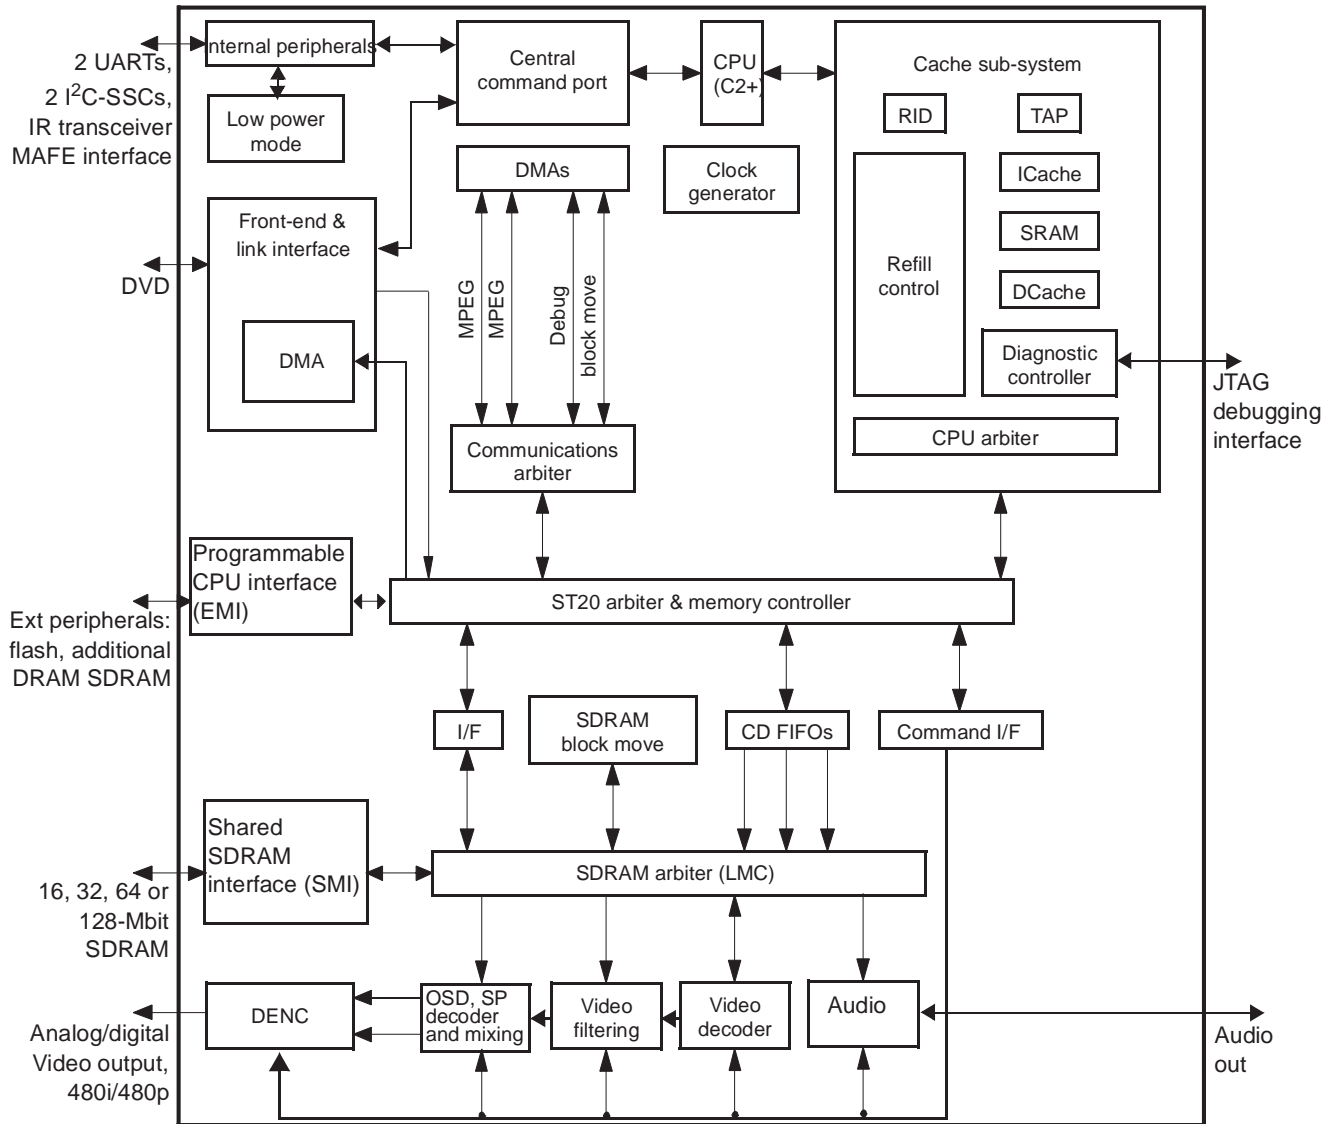 nternal peripherals
2 UARTs,
2 I²C-SSCs,
IR transceiver
MAFE interface
Low power
mode
Central
command port
CPU
(C2+)
Cache sub-system
RID
TAP
DMAs
Clock
generator
ICache
SRAM
DCache
Refill
control
Diagnostic
controller
CPU arbiter
JTAG
debugging
interface
Front-end &
link interface
DVD
DMA
MPEG
MPEG
Debug
block move
Communications
arbiter
Programmable
CPU interface
(EMI)
ST20 arbiter & memory controller
Ext peripherals:
flash, additional
DRAM SDRAM
I/F
SDRAM
block move
CD FIFOs
Command I/F
Shared
SDRAM
interface (SMI)
SDRAM arbiter (LMC)
16, 32, 64 or
128-Mbit
SDRAM
DENC
OSD, SP
decoder
and mixing
Video
filtering
Video
decoder
Audio
Analog/digital
Video output,
480i/480p
Audio
out